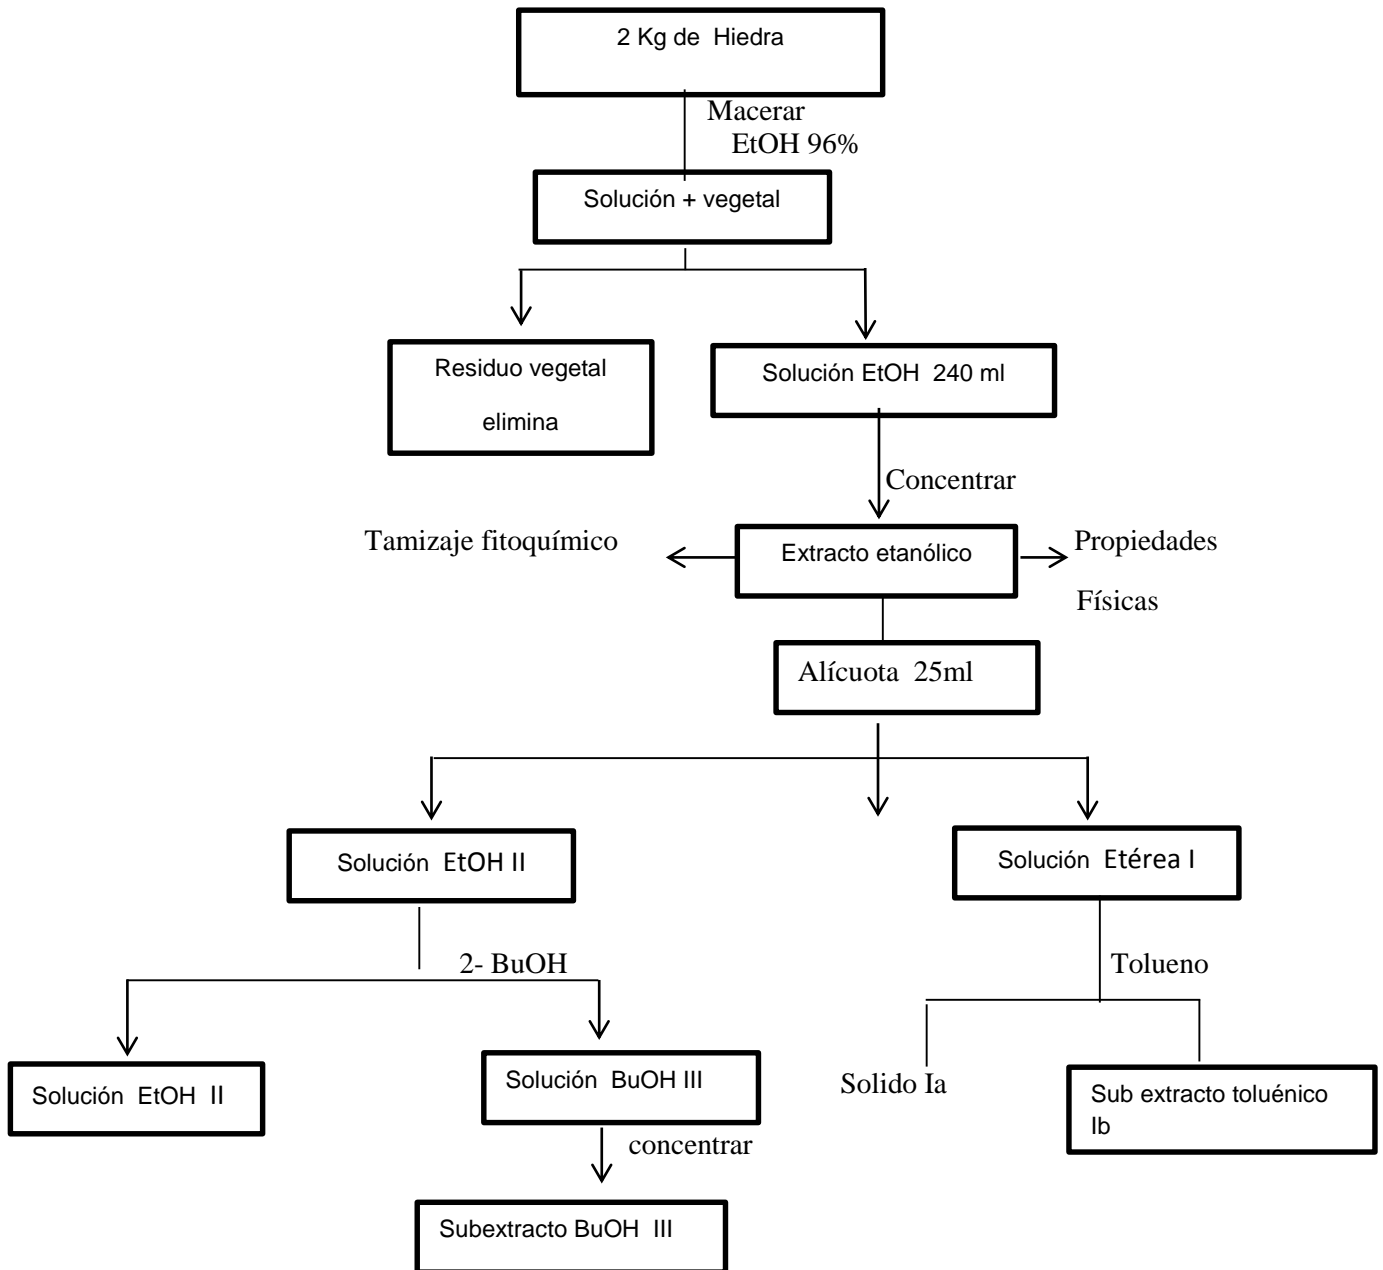 2 Kg de Hiedra
Macerar
EtOH 96%
Solución + vegetal
Residuo vegetal
elimina
Solución EtOH 240 ml
Concentrar
Tamizaje fitoquímico
Extracto etanólico
Propiedades
Físicas
Alícuota 25ml
Solución EtOH II
Solución Etérea I
2- BuOH
Tolueno
Solución EtOH II
Solución BuOH III
Solido Ia
Sub extracto toluénico
Ib
concentrar
Subextracto BuOH III